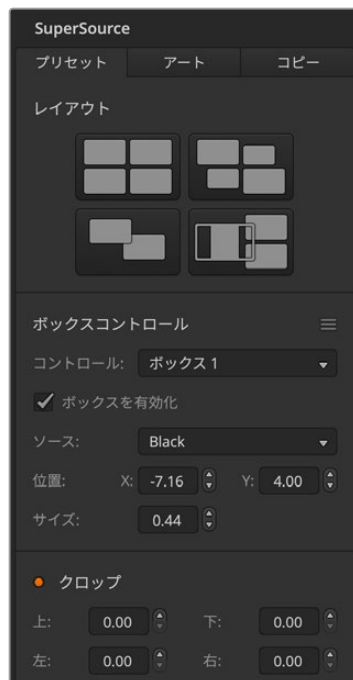 SuperSource
プリセット アート コピー
レイアウト
ボックスコントロール
コントロール: ボックス 1
ボックスを有効化
ソース: Black
位置: X: -7.16 Y: 4.00
サイズ: 0.44
クロップ
上: 0.00 下: 0.00
左: 0.00 右: 0.00